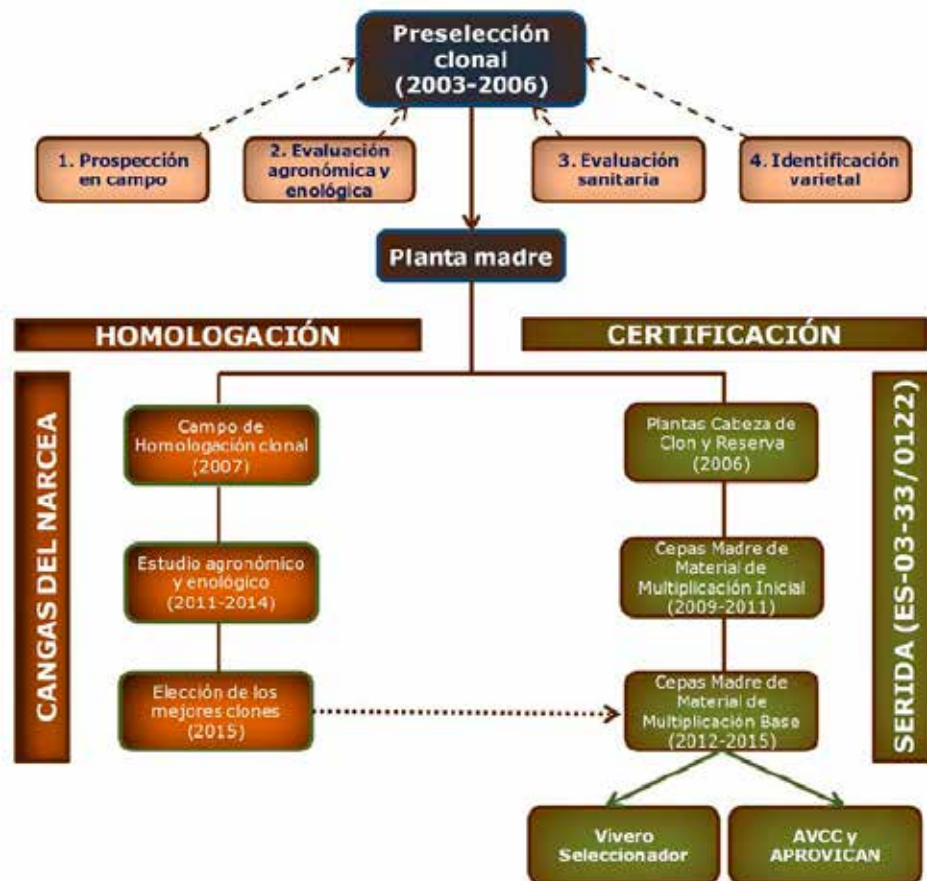 Preselección
clonal
(2003-2006)
1. Prospección
en campo
2. Evaluación
agronómica y
enológica
3. Evaluación
sanitaria
4. Identificación
varietal
Planta madre
HOMOLOGACIÓN
CERTIFICACIÓN
CANGAS DEL NARCEA
Campo de
Homologación clonal
(2007)
Estudio agronómico
y enológico
(2011-2014)
Elección de los
mejores clones
(2015)
Plantas Cabeza de
Clon y Reserva
(2006)
Cepas Madre de
Material de
Multiplicación Inicial
(2009-2011)
Cepas Madre de
Material de
Multiplicación Base
(2012-2015)
SERIDA (ES-03-33/0122)
Vivero
Seleccionador
AVCC y
APROVICAN